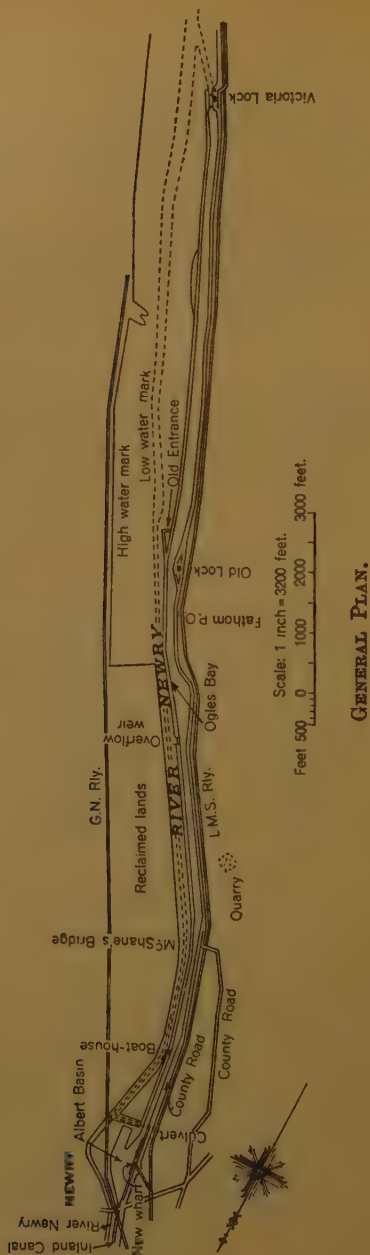 Inland Canal
River Newry
NEWRY
Albert Basin
New wharf
Culvert
County Road
County Road
Boat-house
McShane's Bridge
G.N. Rly.
Reclaimed lands
Overflow
weir
NEWRY
RIVER
L.M.S. Rly.
Quarry
Ogles Bay
Fathom P.O
Old Lock
Old Entrance
High water mark
Low water mark
Victoria Lock
Scale: 1 inch = 3200 feet.
Feet 500 0 1000 2000 3000 feet.
GENERAL PLAN.